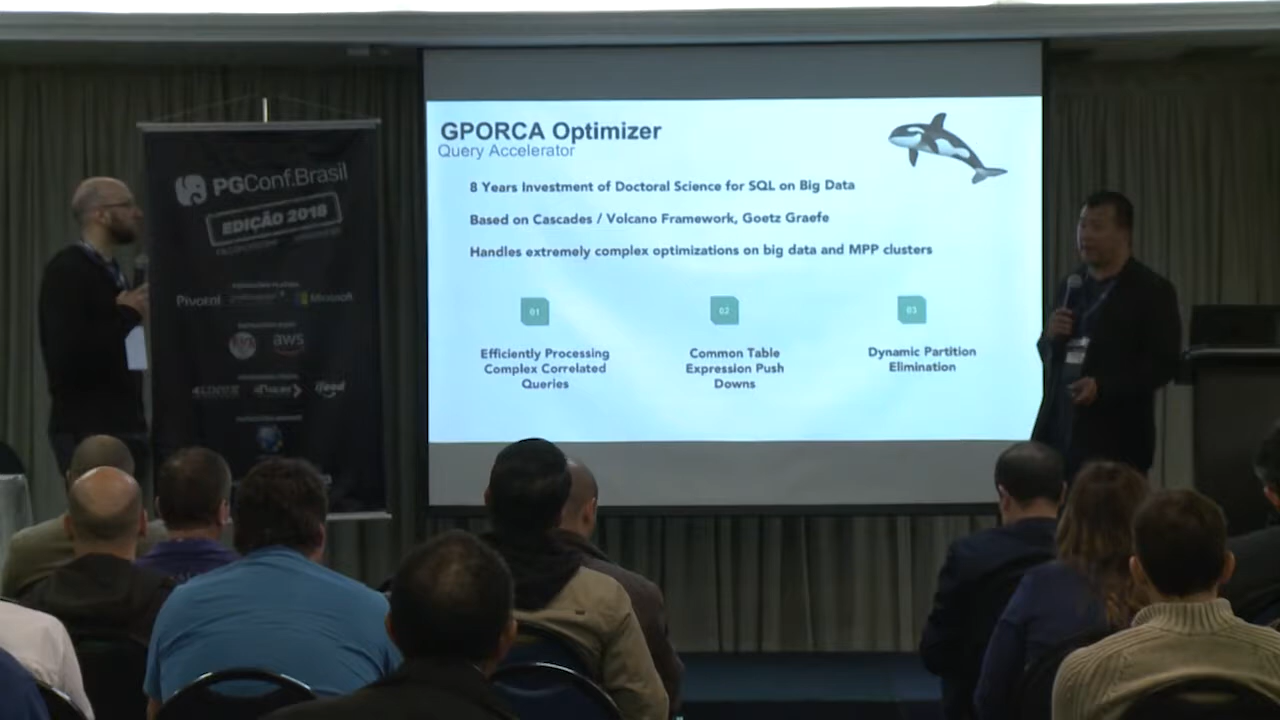 PGConf.Brasil
EDIÇÃO 2018
Pivotal
Microsoft
aws
ifood
GPORCA Optimizer
Query Accelerator
8 Years Investment of Doctoral Science for SQL on Big Data
Based on Cascades / Volcano Framework, Goetz Graefe
Handles extremely complex optimizations on big data and MPP clusters
01
Efficiently Processing
Complex Correlated
Queries
02
Common Table
Expression Push
Downs
03
Dynamic Partition
Elimination